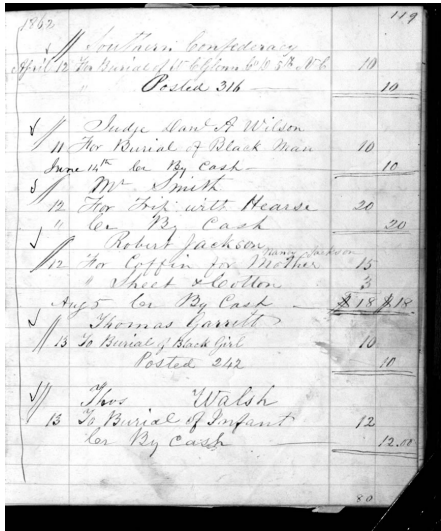 119
1862
Southern Confederacy
April 12 For Burial of W C Glenn Co 5th N C 10
" Posted 316 — 10
Judge Danl A Wilson
11 For Burial of Black Man 10
June 14th Cr By Cash — 10
Mr Smith
12 For Trip with Hearse 20
" Cr By Cash 20
Robert Jackson
Nancy Jackson
12 For Coffin for Mother 15
" Sheet & Cotton 3
Aug 5 Cr By Cash — $18 $18
Thomas Garrett
13 To Burial of Black Girl 10
Posted 242 10
Thos Walsh
13 To Burial of Infant 12
Cr By Cash — 12.00
80